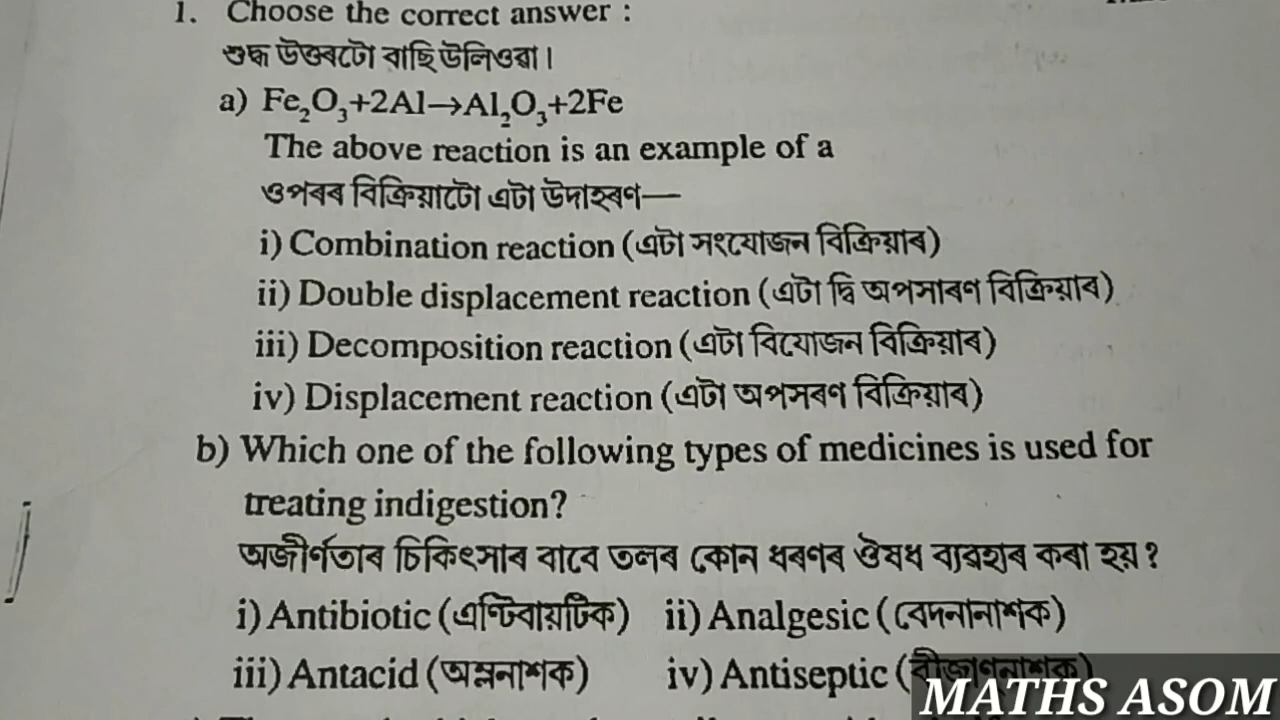 1. Choose the correct answer :
শুদ্ধ উত্তৰটো বাছি উলিওৱা।
a) Fe₂O₃+2Al→Al₂O₃+2Fe
The above reaction is an example of a
ওপৰৰ বিক্ৰিয়াটো এটা উদাহৰণ—
i) Combination reaction (এটা সংযোজন বিক্ৰিয়াৰ)
ii) Double displacement reaction (এটা দ্বি অপসাৰণ বিক্ৰিয়াৰ)
iii) Decomposition reaction (এটা বিযোজন বিক্ৰিয়াৰ)
iv) Displacement reaction (এটা অপসৰণ বিক্ৰিয়াৰ)
b) Which one of the following types of medicines is used for
treating indigestion?
অজীৰ্ণতাৰ চিকিৎসাৰ বাবে তলৰ কোন ধৰণৰ ঔষধ ব্যৱহাৰ কৰা হয় ?
i) Antibiotic (এণ্টিবায়টিক) ii) Analgesic (বেদনানাশক)
iii) Antacid (অম্লনাশক) iv) Antiseptic (বীজাণুনাশক)
MATHS ASOM